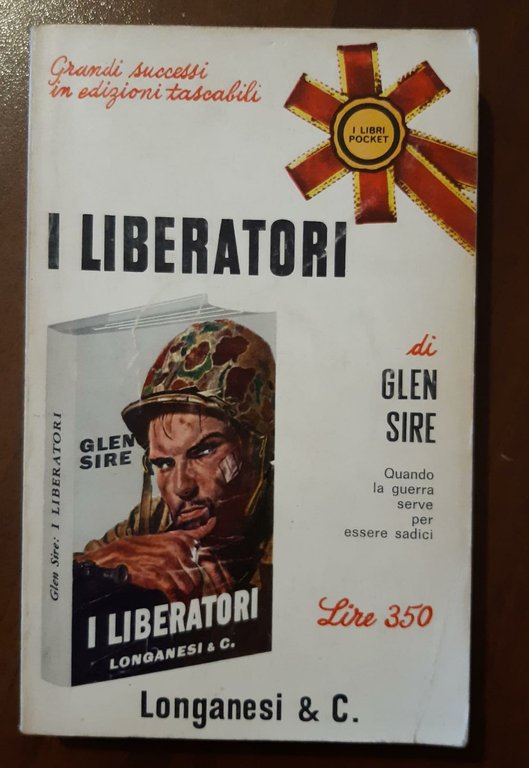 Grandi successi
in edizioni tascabili
I LIBRI
POCKET
I LIBERATORI
di
GLEN
SIRE
Quando
la guerra
serve
per
essere sadici
GLEN
SIRE
Glen Sire: I LIBERATORI
I LIBERATORI
LONGANESI & C.
Lire 350
Longanesi & C.